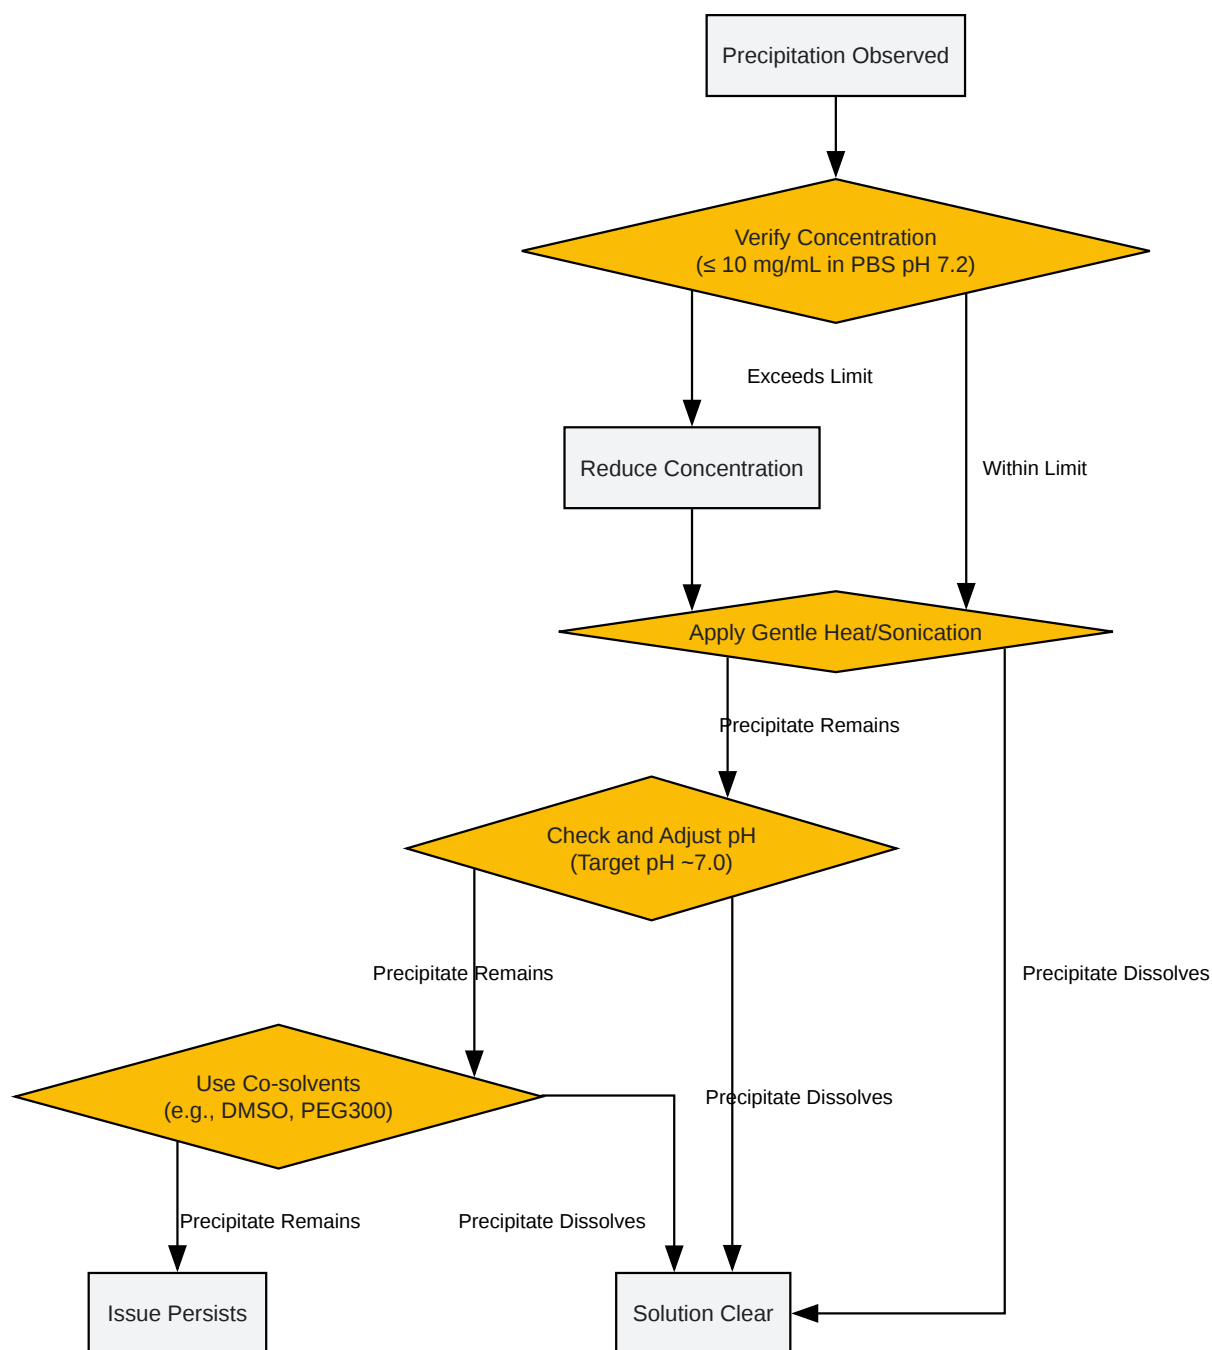 Precipitation Observed
Verify Concentration
(≤ 10 mg/mL in PBS pH 7.2)
Exceeds Limit
Reduce Concentration
Within Limit
Apply Gentle Heat/Sonication
Precipitate Remains
Check and Adjust pH
(Target pH ~7.0)
Precipitate Remains
Precipitate Dissolves
Use Co-solvents
(e.g., DMSO, PEG300)
Precipitate Dissolves
Precipitate Remains
Precipitate Dissolves
Issue Persists
Solution Clear